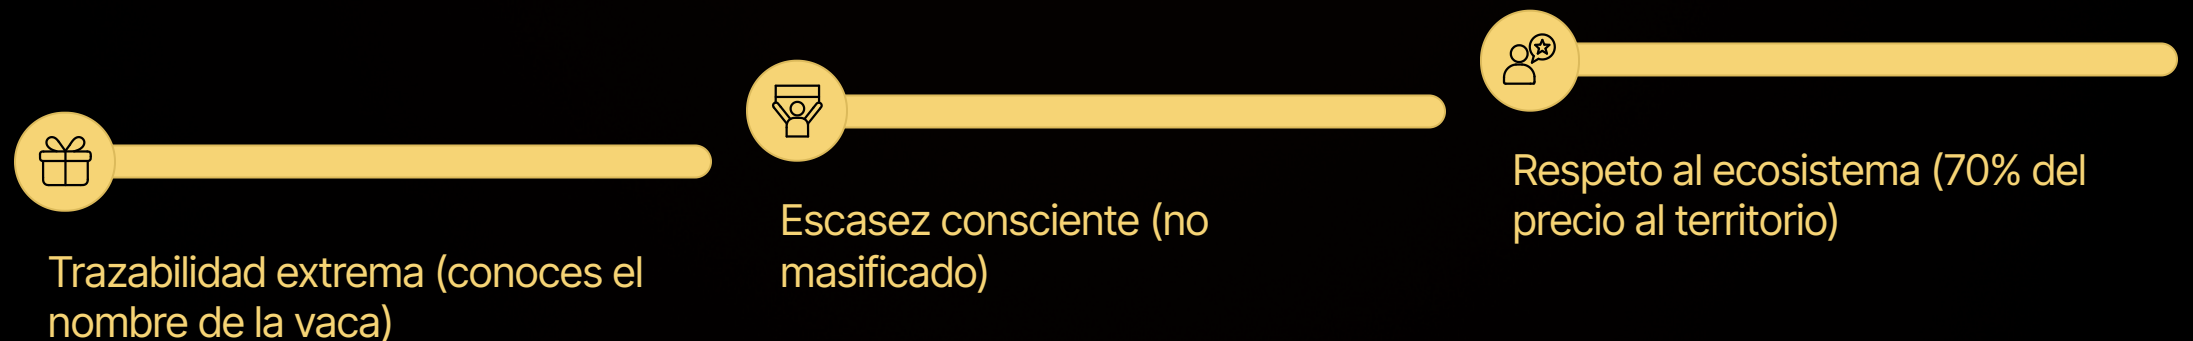 Trazabilidad extrema (conoces el
nombre de la vaca)
Escasez consciente (no
masificado)
Respeto al ecosistema (70% del
precio al territorio)